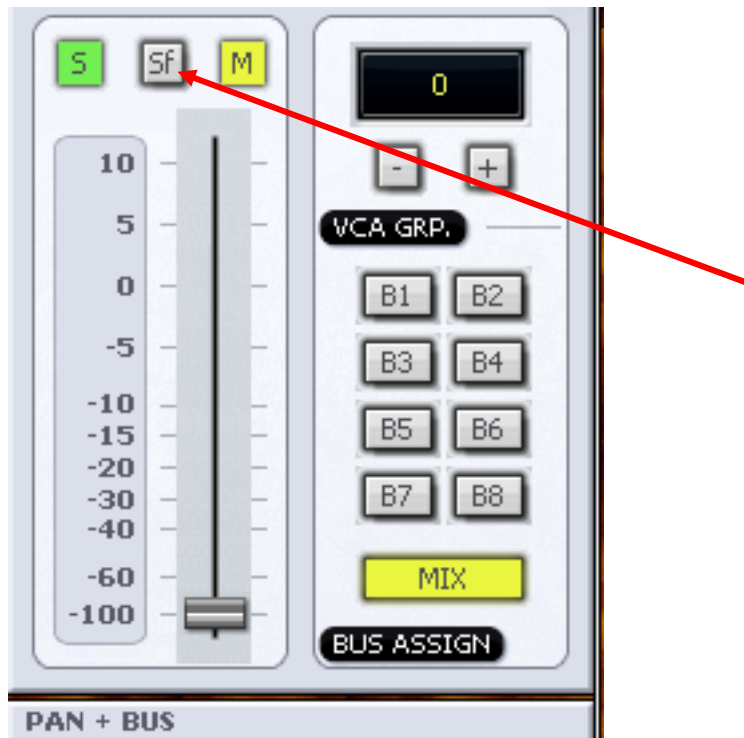 S Sf M
10
5
0
-5
-10
-15
-20
-30
-40
-60
-100
0
- +
VCA GRP.
B1 B2
B3 B4
B5 B6
B7 B8
MIX
BUS ASSIGN
PAN + BUS